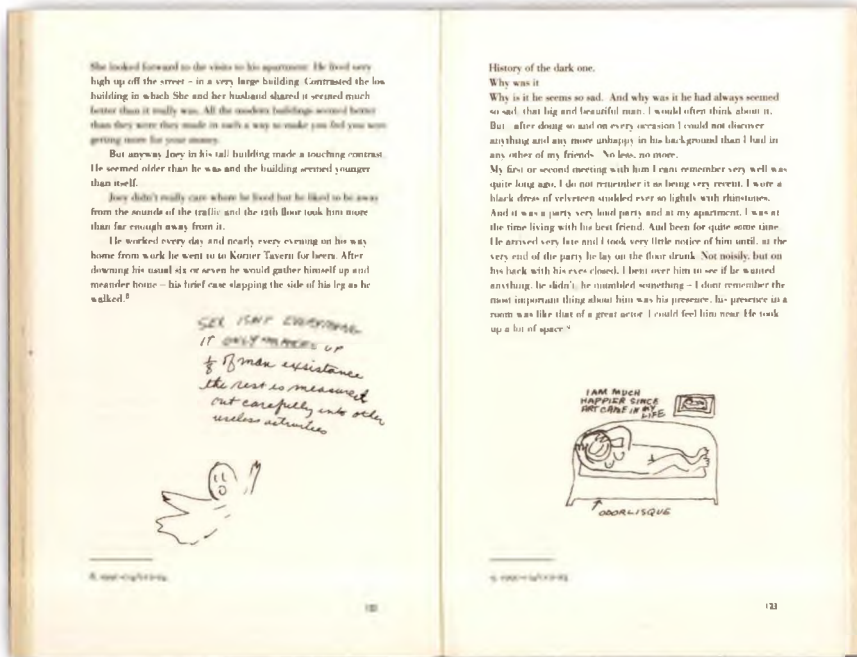 She looked forward to the visits to his apartment. He lived very
high up off the street – in a very large building. Contrasted the low
building in which She and her husband shared it seemed much
better than it really was. All the modern buildings seemed better
than they were they made in such a way to make you feel you were
getting more for your money.
But anyway Joey in his tall building made a touching contrast.
He seemed older than he was and the building seemed younger
than itself.
Joey didn't really care where he lived but he liked to be away
from the sounds of the traffic and the 12th floor took him more
than far enough away from it.
He worked every day and nearly every evening on his way
home from work he went to to Korner Tavern for beers. After
downing his usual six or seven he would gather himself up and
meander home – his brief case slapping the side of his leg as he
walked.8
SEX ISN'T EVERYTHING
IT ONLY MAKES UP
1/8 of man exsistance
the rest is measured
out carefully into other
useless activities
8.
History of the dark one.
Why was it
Why is it he seems so sad. And why was it he had always seemed
so sad, that big and beautiful man. I would often think about it.
But after doing so and on every occasion I could not discover
anything and any more unhappy in his background than I had in
any other of my friends. No less, no more.
My first or second meeting with him I cant remember very well was
quite long ago, I do not remember it as being very recent. I wore a
black dress of velveteen studded ever so lightly with rhinstones.
And it was a party very loud party and at my apartment. I was at
the time living with his best friend. And been for quite some time.
He arrived very late and I took very little notice of him until, at the
very end of the party he lay on the floor drunk. Not noisily, but on
his back with his eyes closed. I bent over him to see if he wanted
anything, he didn't, he mumbled something – I dont remember the
most important thing about him was his presence, his presence in a
room was like that of a great actor I could feel him near. He took
up a lot of space.9
I AM MUCH
HAPPIER SINCE
ART CAME IN MY
LIFE
ODORLISQUE
9.
123